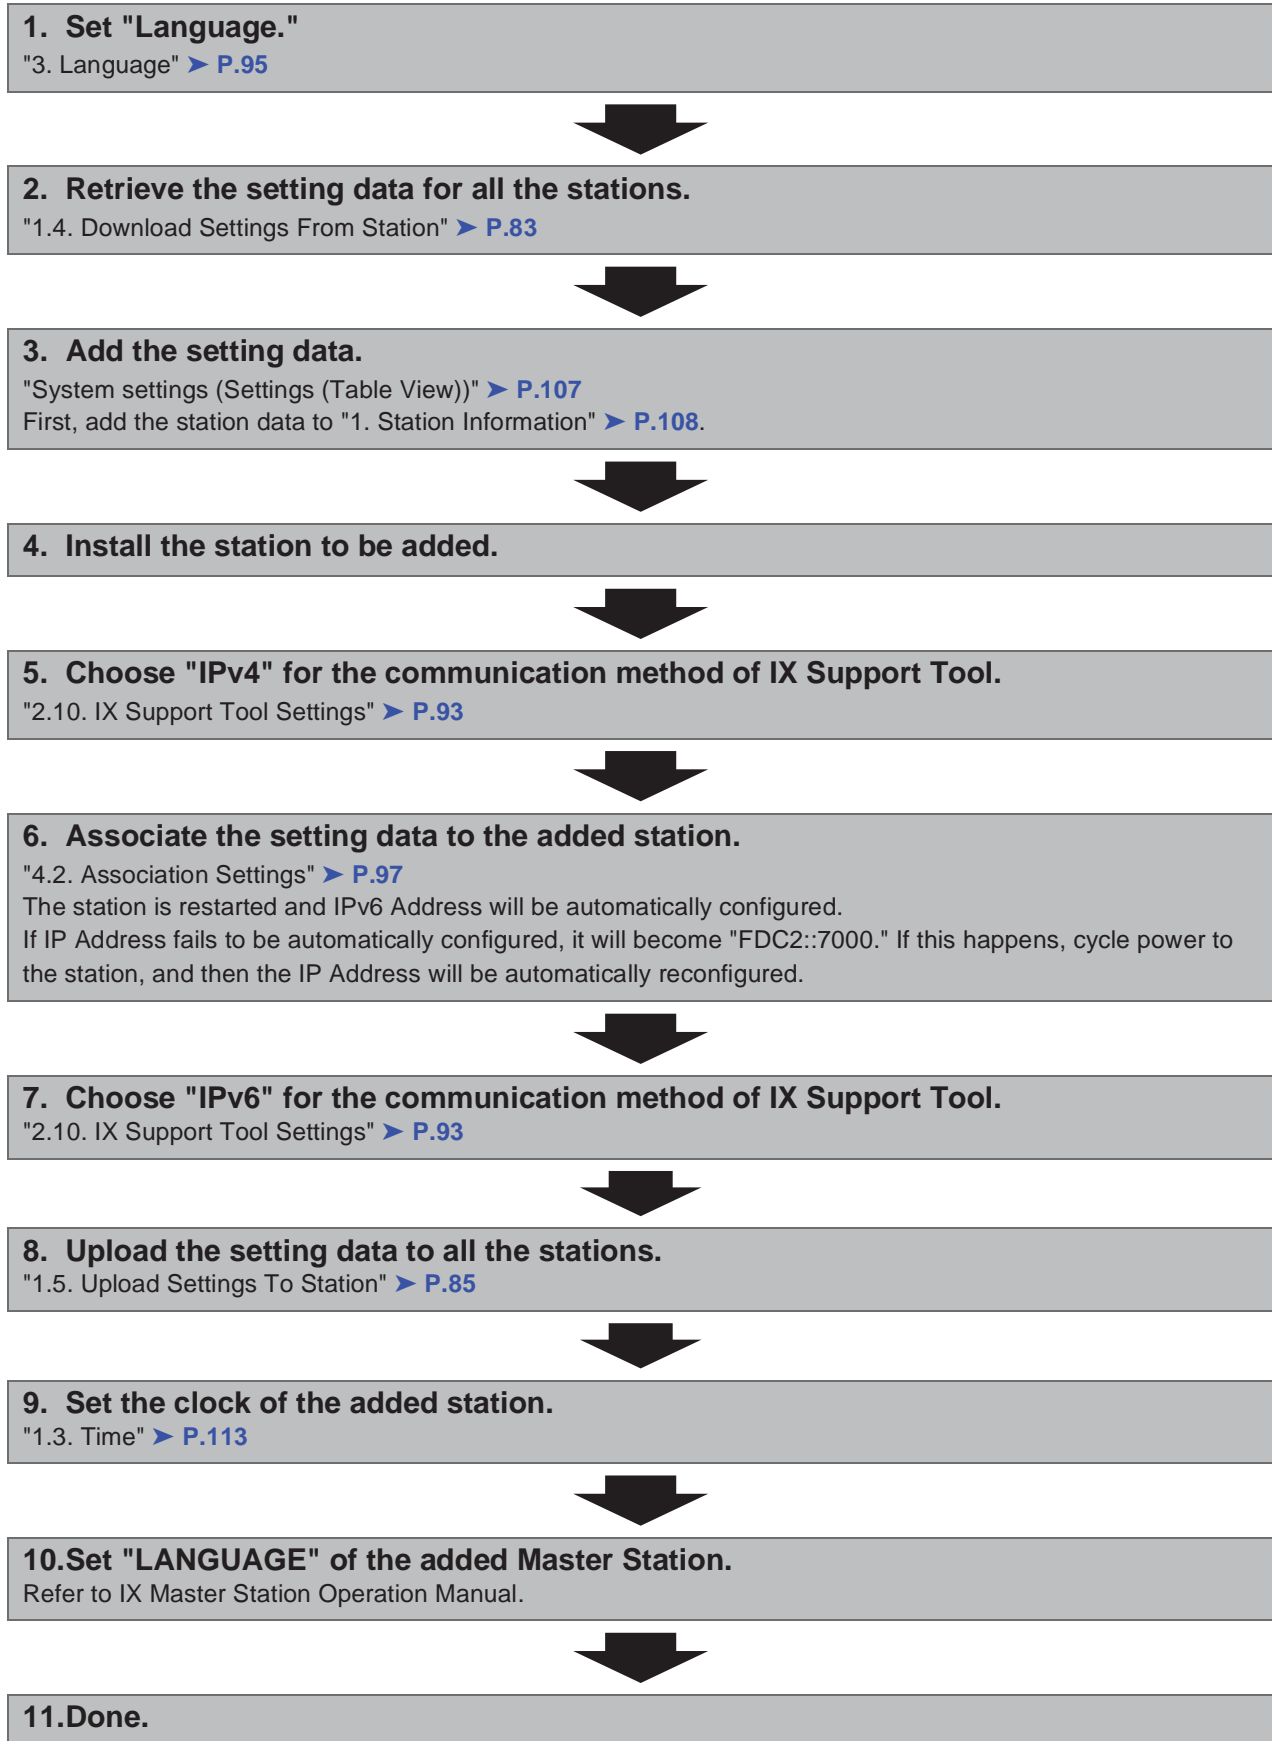 1. Set "Language."
"3. Language" ➤ P.95
2. Retrieve the setting data for all the stations.
"1.4. Download Settings From Station" ➤ P.83
3. Add the setting data.
"System settings (Settings (Table View))" ➤ P.107
First, add the station data to "1. Station Information" ➤ P.108.
4. Install the station to be added.
5. Choose "IPv4" for the communication method of IX Support Tool.
"2.10. IX Support Tool Settings" ➤ P.93
6. Associate the setting data to the added station.
"4.2. Association Settings" ➤ P.97
The station is restarted and IPv6 Address will be automatically configured.
If IP Address fails to be automatically configured, it will become "FDC2::7000." If this happens, cycle power to
the station, and then the IP Address will be automatically reconfigured.
7. Choose "IPv6" for the communication method of IX Support Tool.
"2.10. IX Support Tool Settings" ➤ P.93
8. Upload the setting data to all the stations.
"1.5. Upload Settings To Station" ➤ P.85
9. Set the clock of the added station.
"1.3. Time" ➤ P.113
10.Set "LANGUAGE" of the added Master Station.
Refer to IX Master Station Operation Manual.
11.Done.